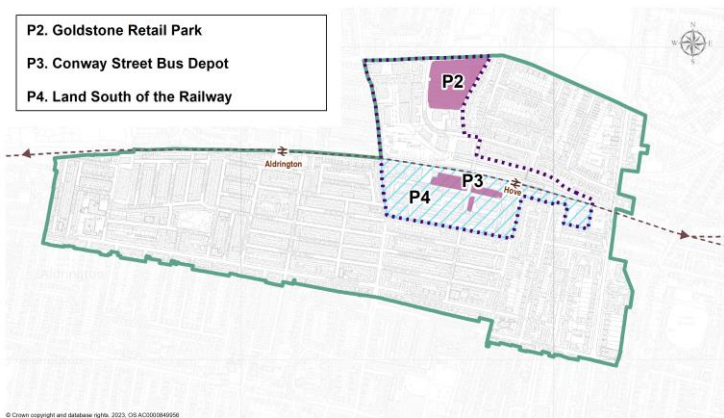 P2. Goldstone Retail Park
P3. Conway Street Bus Depot
P4. Land South of the Railway
N
W
E
S
P2
Aldrington
P3
Hove
P4
Aldrington
© Crown copyright and database rights. 2023. OS AC0000849956